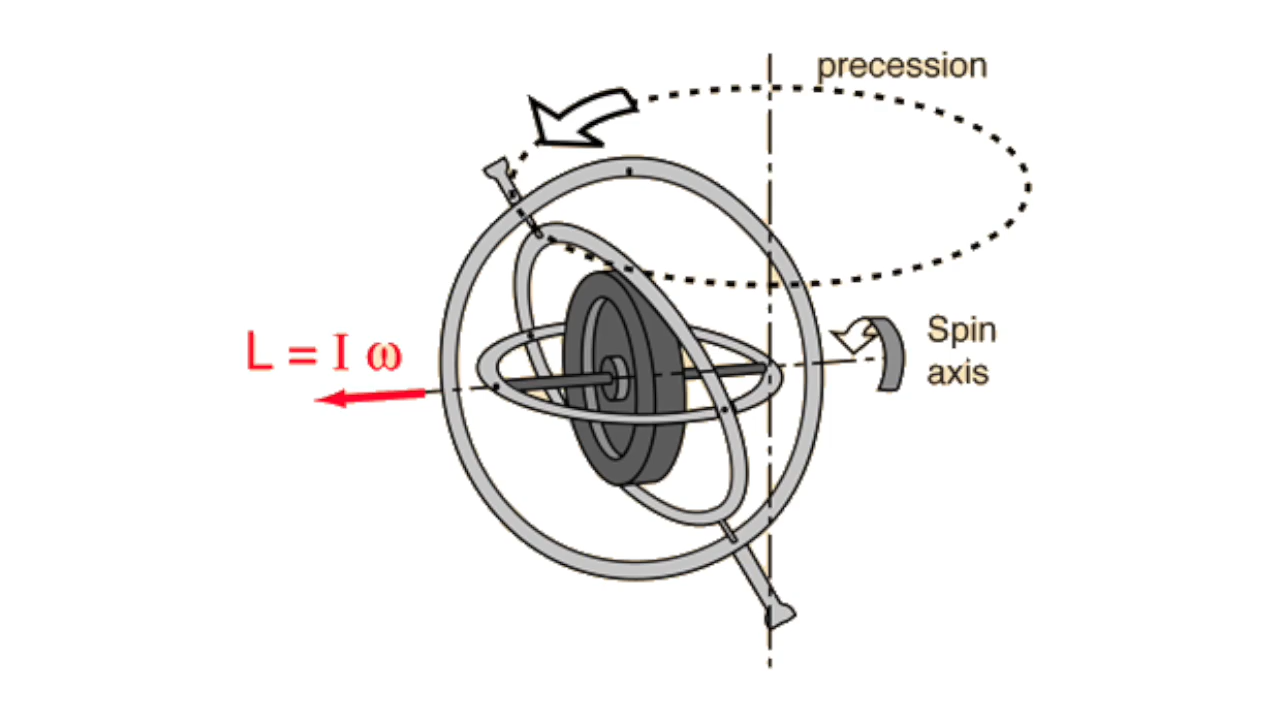 precession
Spin
axis
L = I ω